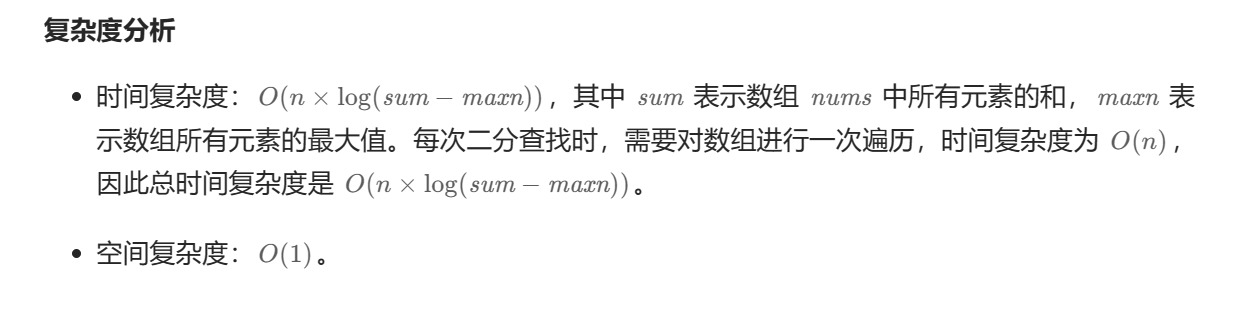 复杂度分析
• 时间复杂度： O(n × log(sum − maxn))，其中 sum 表示数组 nums 中所有元素的和， maxn 表
示数组所有元素的最大值。每次二分查找时，需要对数组进行一次遍历，时间复杂度为 O(n)，
因此总时间复杂度是 O(n × log(sum − maxn))。
• 空间复杂度： O(1)。